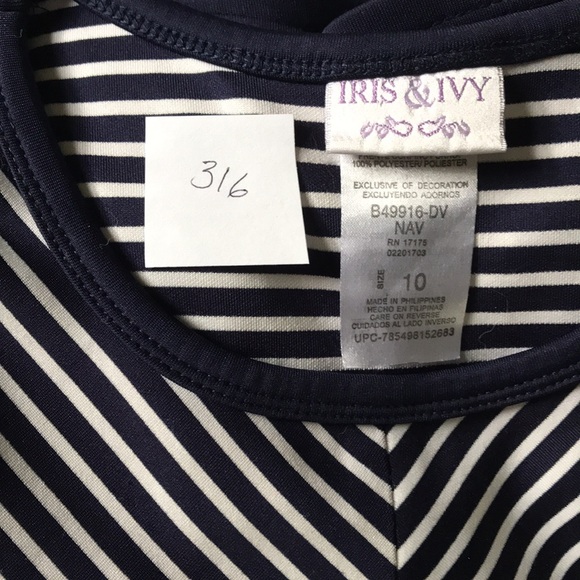 IRIS & IVY
316
100% POLYESTER/ POLIESTER
EXCLUSIVE OF DECORATION
EXCLUYENDO ADORNOS
B49916-DV
NAV
RN 17175
02201703
SIZE 10
MADE IN PHILIPPINES
HECHO EN FILIPINAS
CARE ON REVERSE
CUIDADOS AL LADO INVERSO
UPC-785498152683